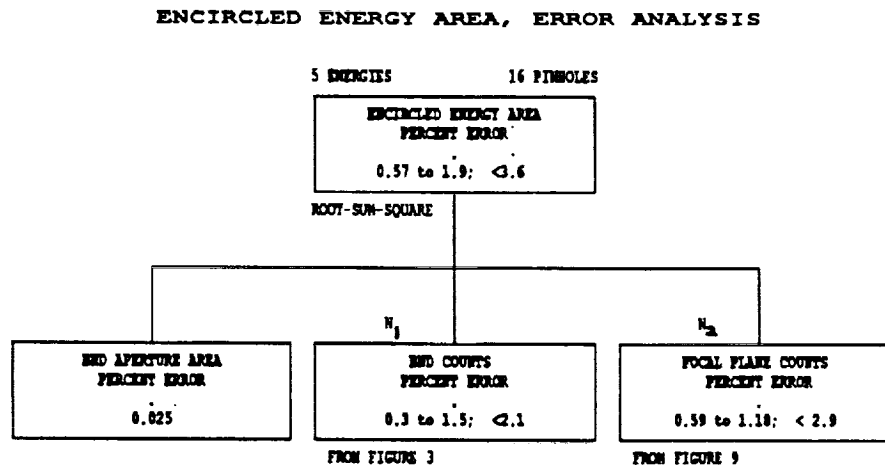 ENCIRCLED ENERGY AREA, ERROR ANALYSIS
5 ENERGIES 16 PINHOLES
ENCIRCLED ENERGY AREA
PERCENT ERROR
0.57 to 1.9; <3.6
ROOT-SUM-SQUARE
N1
N2
BND APERTURE AREA
PERCENT ERROR
0.025
BND COUNTS
PERCENT ERROR
0.3 to 1.5; <2.1
FOCAL PLANE COUNTS
PERCENT ERROR
0.59 to 1.18; < 2.9
FROM FIGURE 3
FROM FIGURE 9